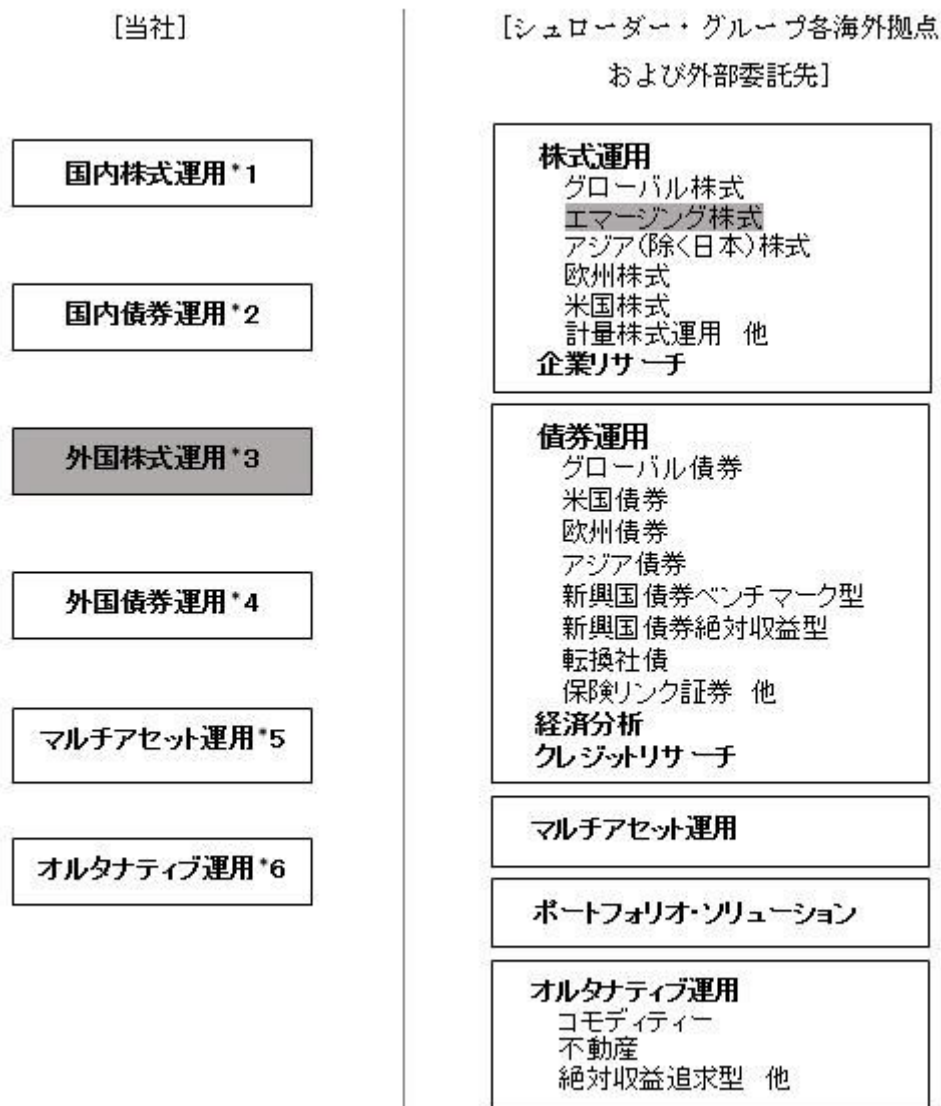 [当社]
国内株式運用*1
国内債券運用*2
外国株式運用*3
外国債券運用*4
マルチアセット運用*5
オルタナティブ運用*6
[シュローダー・グループ各海外拠点
および外部委託先]
株式運用
グローバル株式
エマージング株式
アジア(除く日本)株式
欧州株式
米国株式
計量株式運用 他
企業リサーチ
債券運用
グローバル債券
米国債券
欧州債券
アジア債券
新興国債券ベンチマーク型
新興国債券絶対収益型
転換社債
保険リンク証券 他
経済分析
クレジットリサーチ
マルチアセット運用
ポートフォリオ・ソリューション
オルタナティブ運用
コモディティー
不動産
絶対収益追求型 他